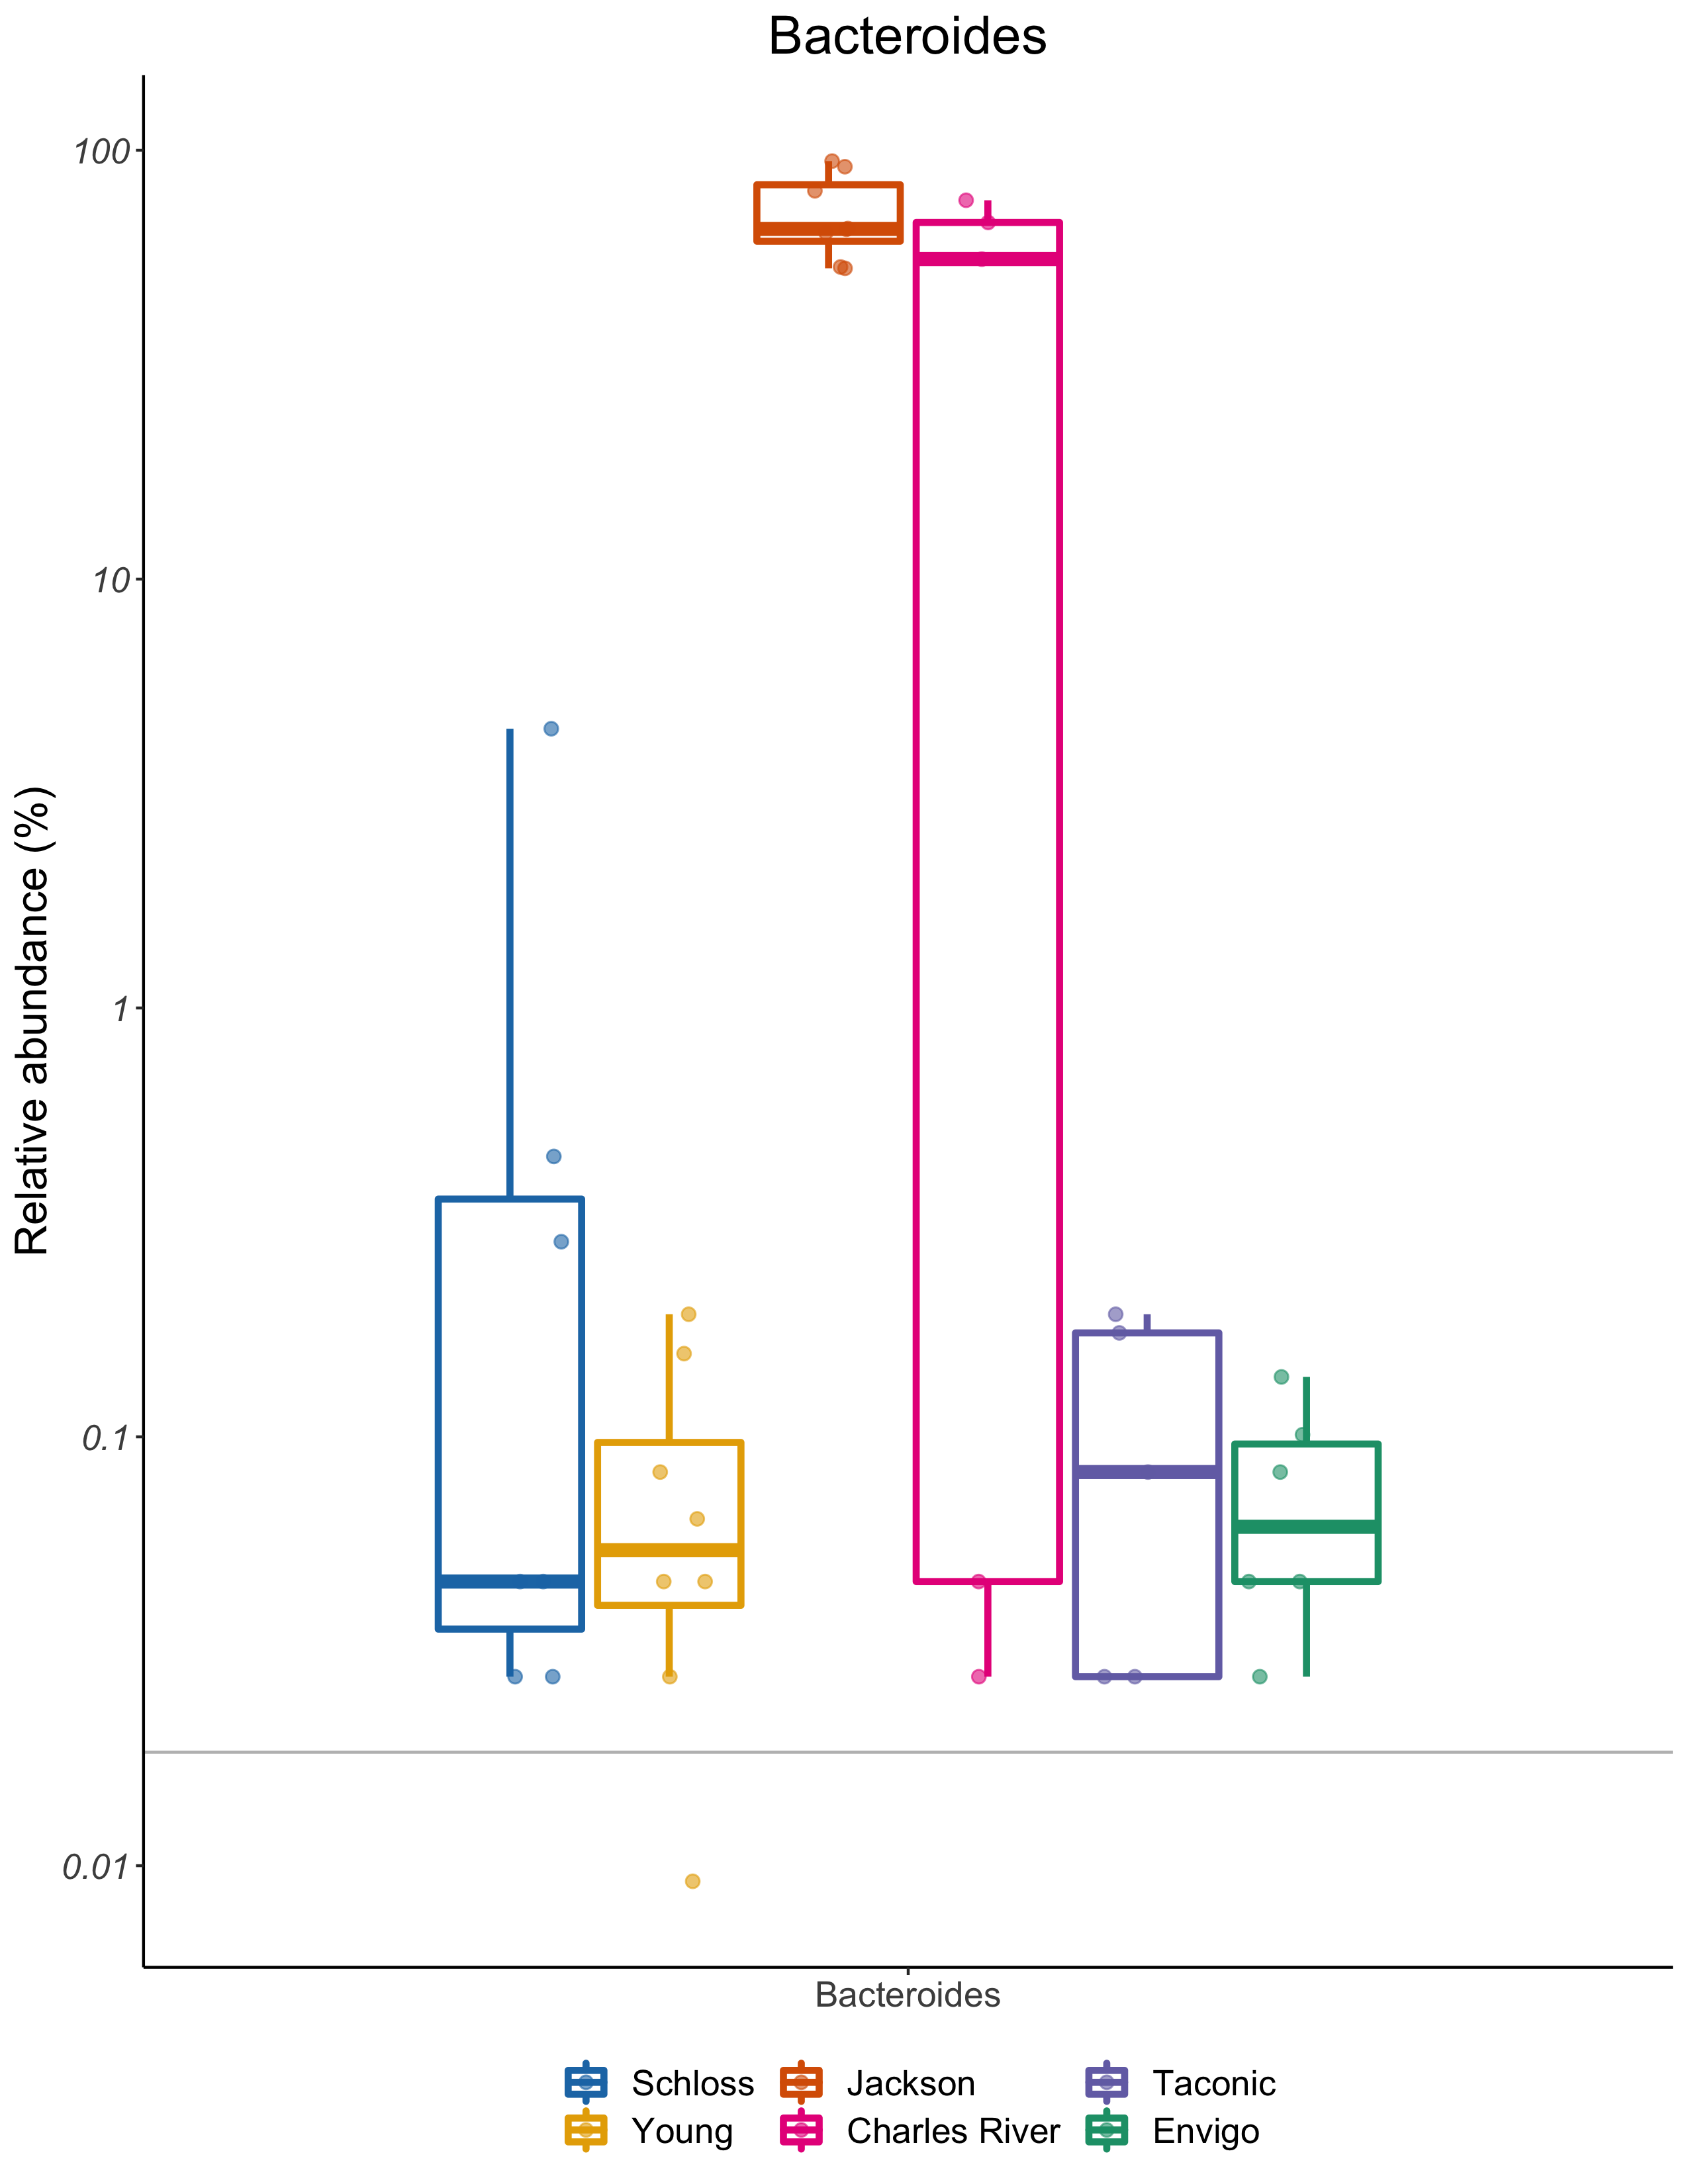 Bacteroides
Relative abundance (%)
100
10
1
0.1
0.01
Bacteroides
Schloss
Jackson
Taconic
Young
Charles River
Envigo